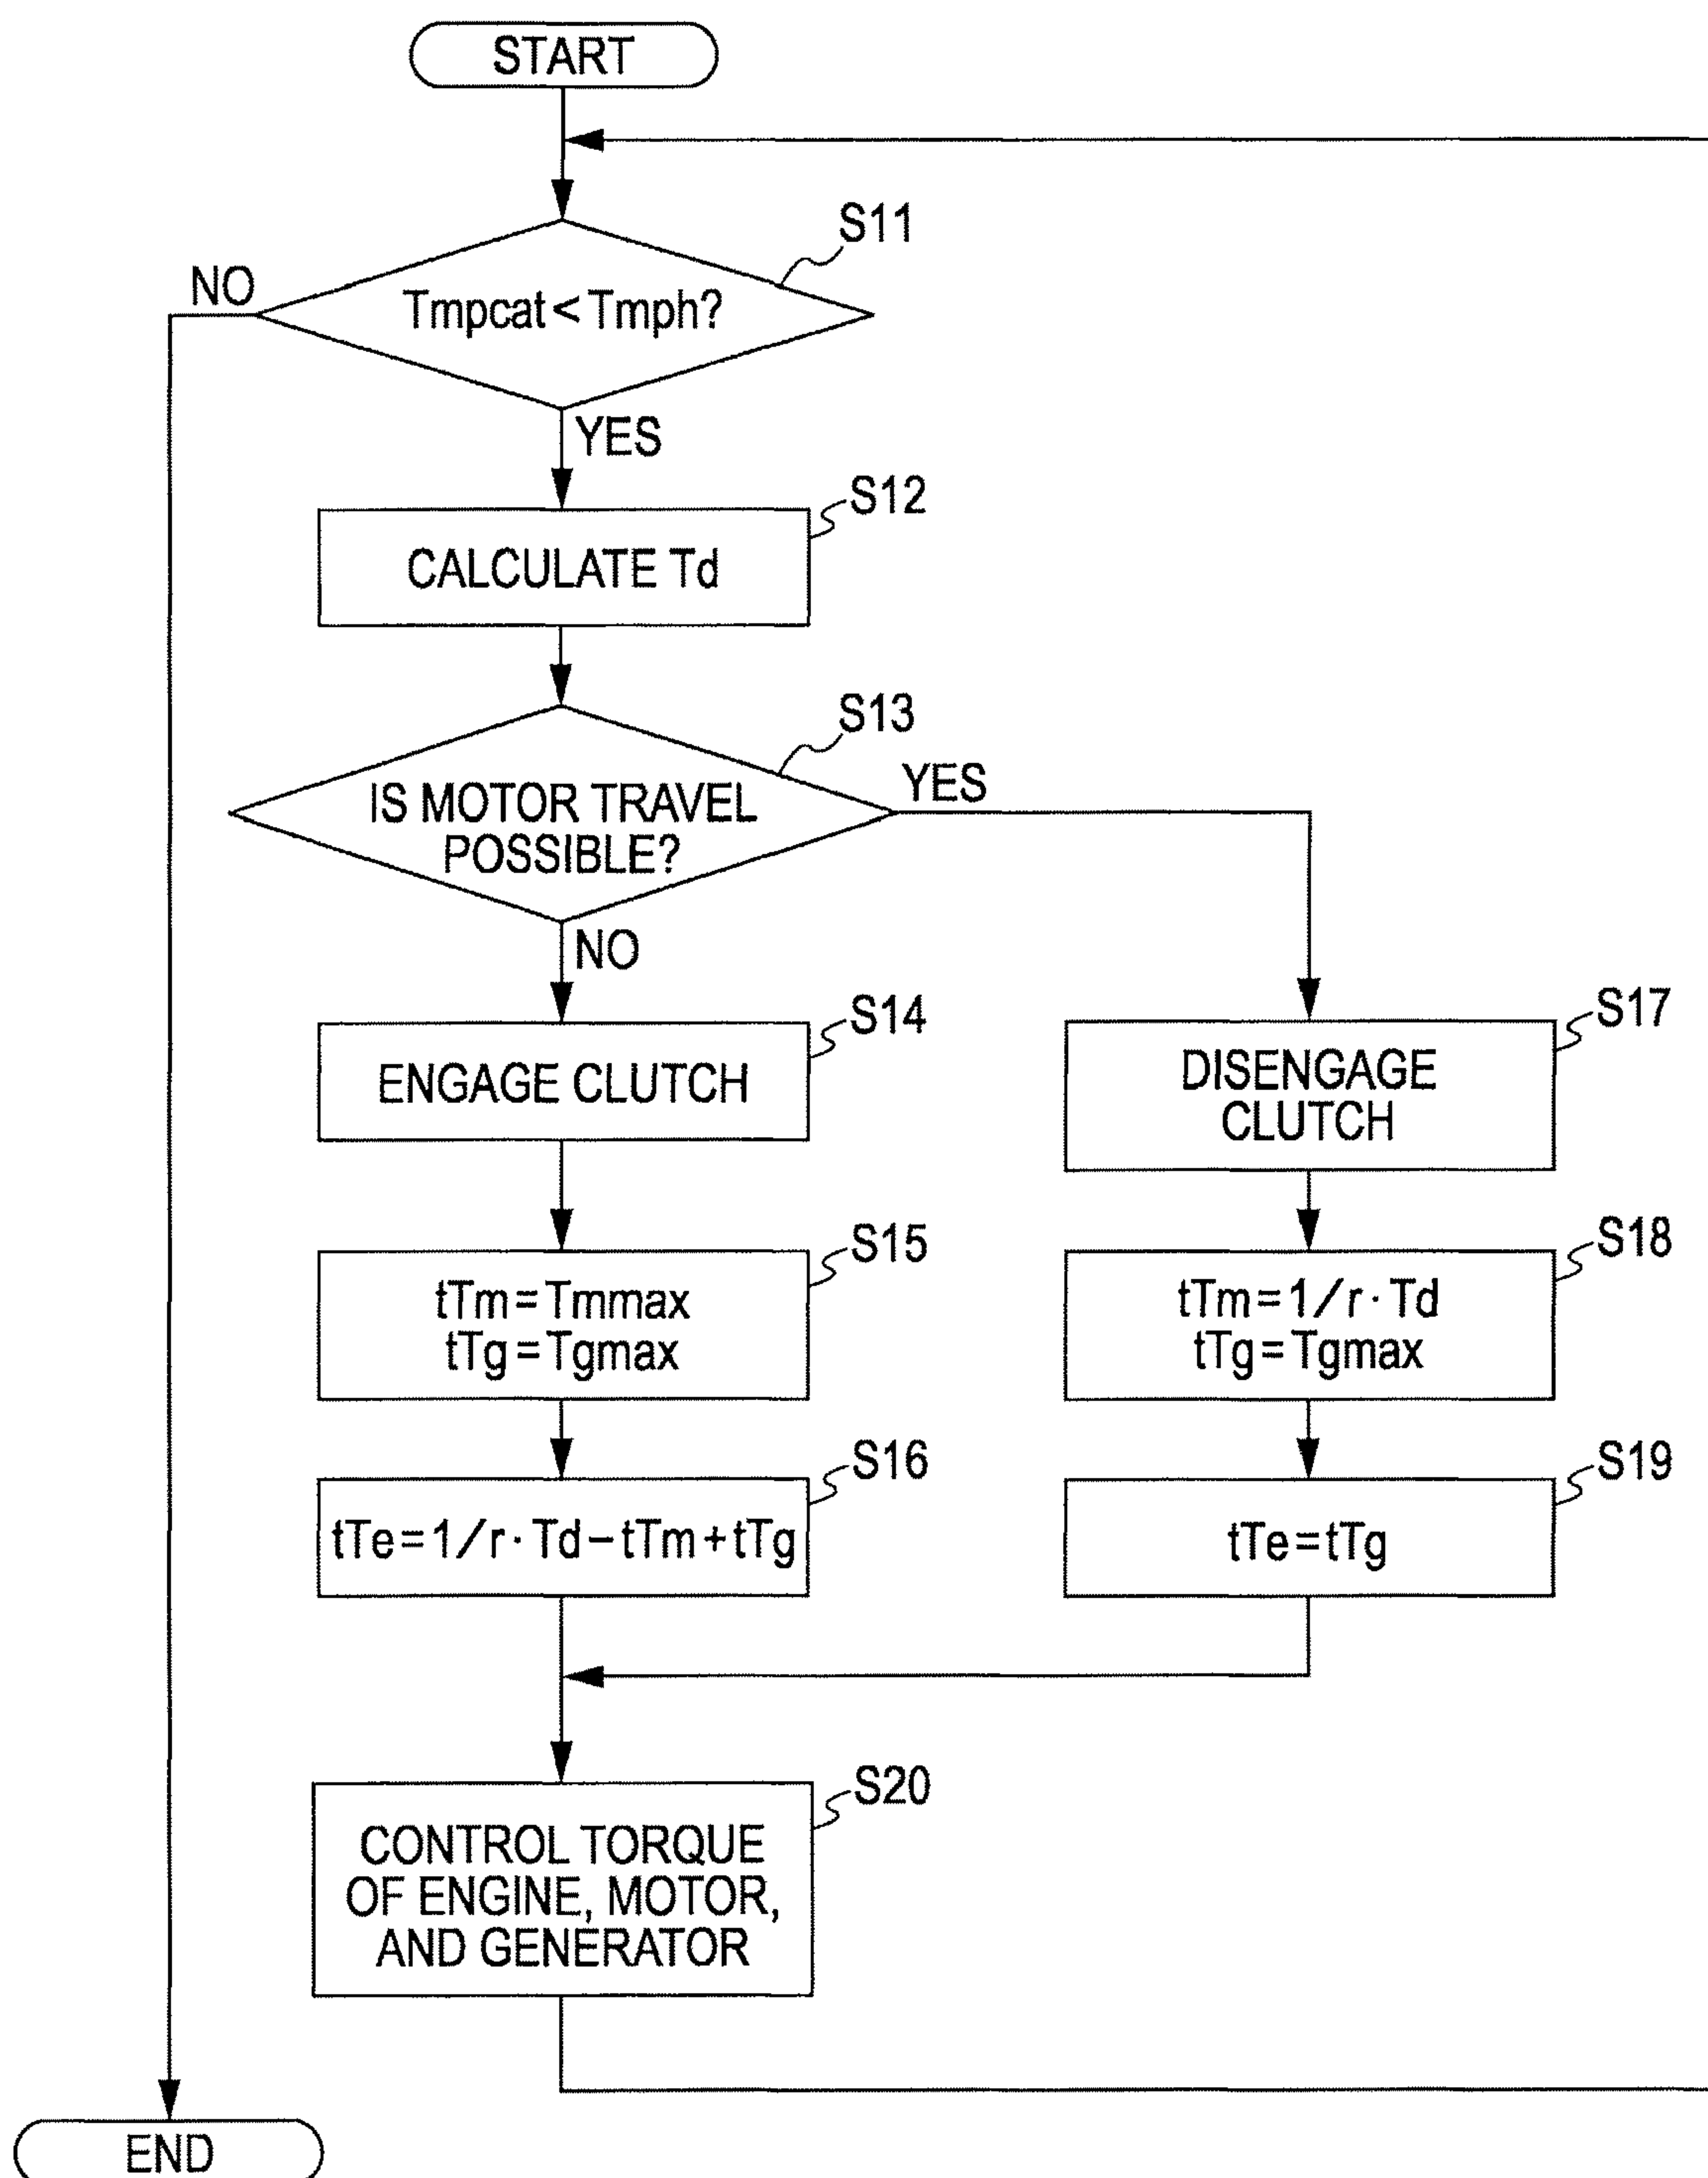 START
S11
NO
Tmpcat < Tmph?
YES
S12
CALCULATE Td
S13
YES
IS MOTOR TRAVEL
POSSIBLE?
NO
S14
ENGAGE CLUTCH
S17
DISENGAGE
CLUTCH
S15
tTm=Tmmax
tTg=Tgmax
S18
tTm=1/r·Td
tTg=Tgmax
S16
tTe=1/r·Td−tTm+tTg
S19
tTe=tTg
S20
CONTROL TORQUE
OF ENGINE, MOTOR,
AND GENERATOR
END